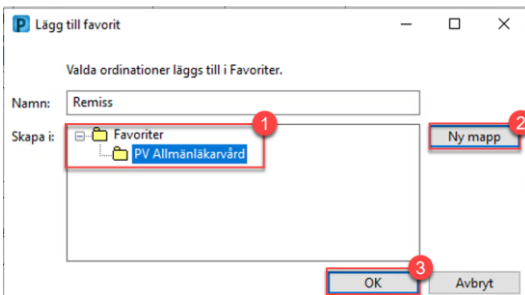 Lägg till favorit
Valda ordinationer läggs till i Favoriter.
Namn: Remiss
Skapa i: Favoriter 1
Ny mapp 2
PV Allmänläkarvård
3
OK Avbryt